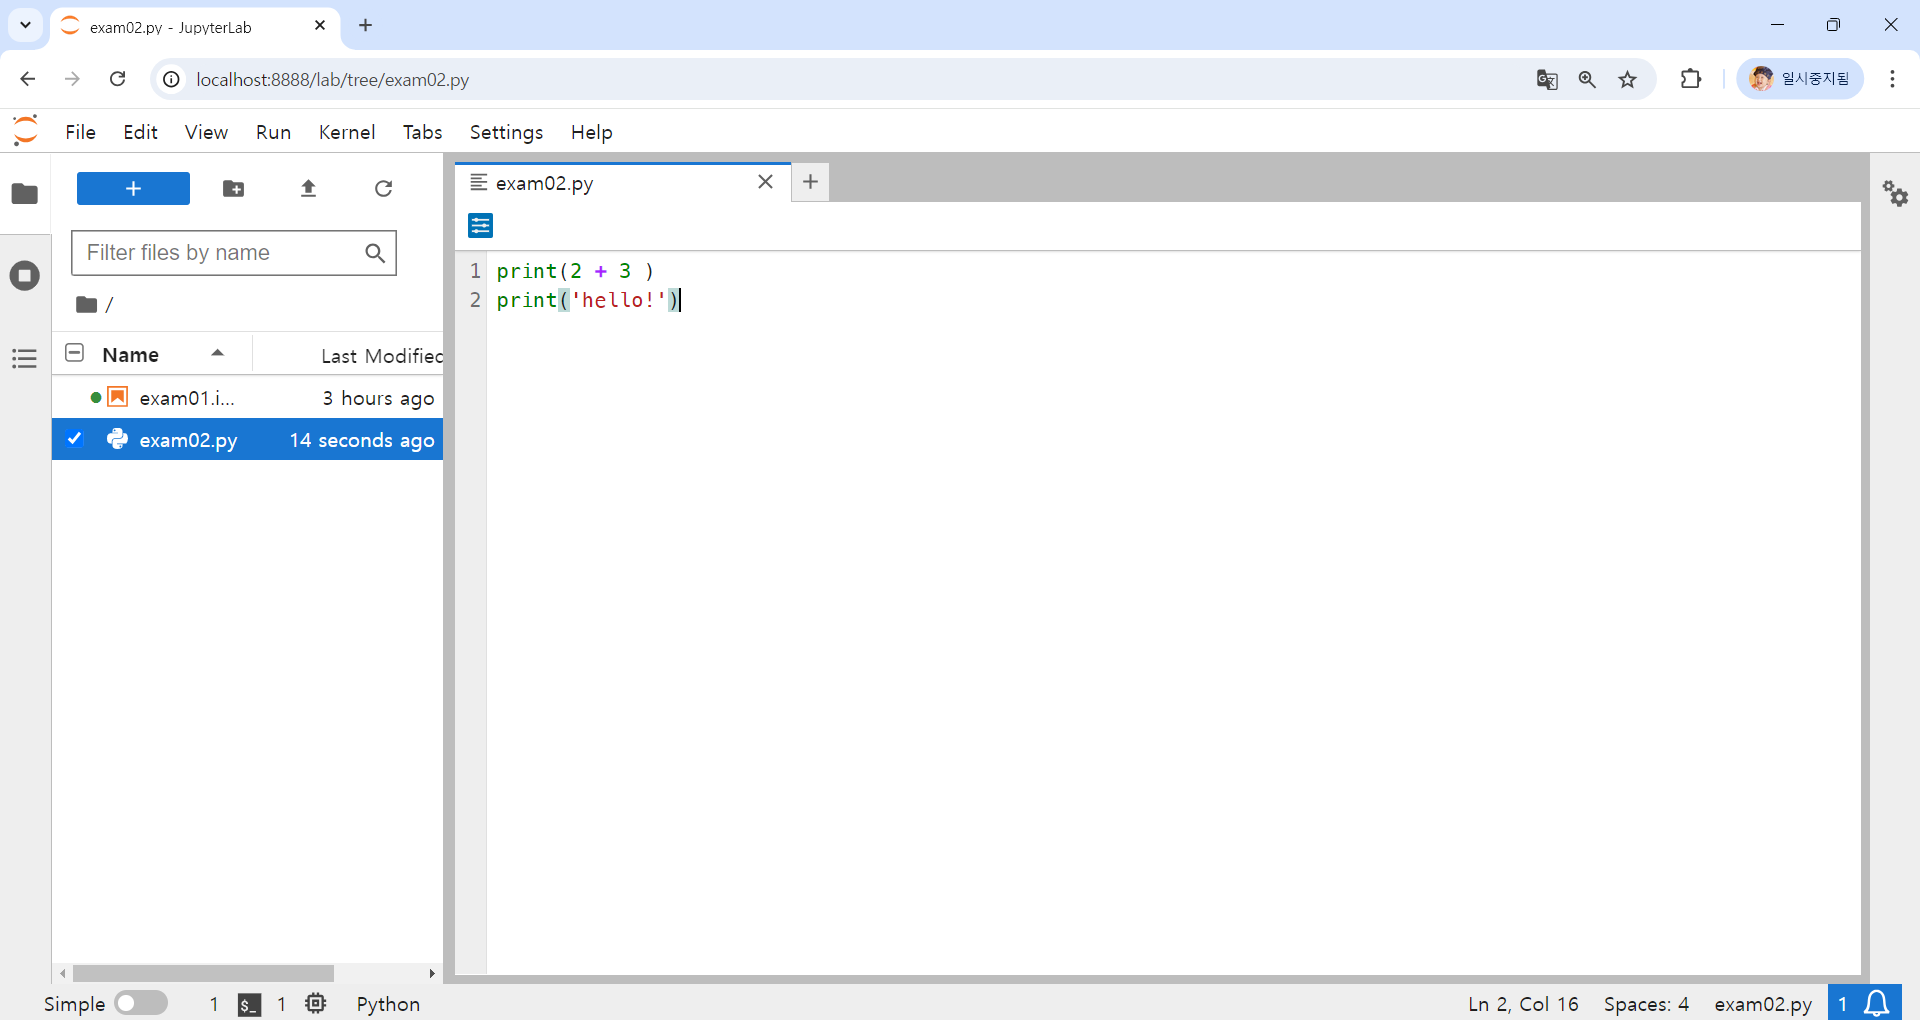 exam02.py - JupyterLab
localhost:8888/lab/tree/exam02.py
일시중지됨
File Edit View Run Kernel Tabs Settings Help
Filter files by name
/
Name Last Modified
exam01.i... 3 hours ago
exam02.py 14 seconds ago
exam02.py
1 print(2 + 3 )
2 print('hello!')
Simple 1 $_ 1 Python
Ln 2, Col 16 Spaces: 4 exam02.py 1